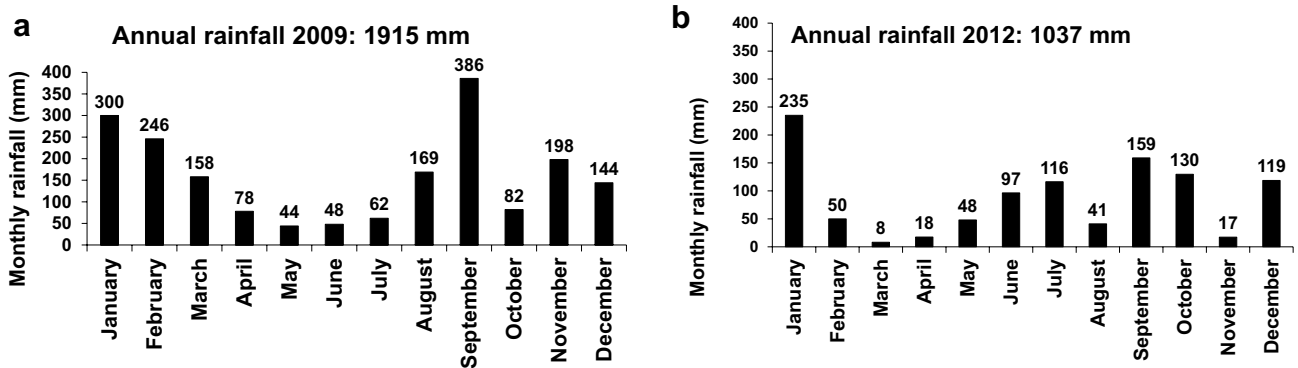 a
Annual rainfall 2009: 1915 mm
Monthly rainfall (mm)
400
350
300
250
200
150
100
50
0
300
246
158
78
44
48
62
169
386
82
198
144
January
February
March
April
May
June
July
August
September
October
November
December
b
Annual rainfall 2012: 1037 mm
Monthly rainfall (mm)
400
350
300
250
200
150
100
50
0
235
50
8
18
48
97
116
41
159
130
17
119
January
February
March
April
May
June
July
August
September
October
November
December